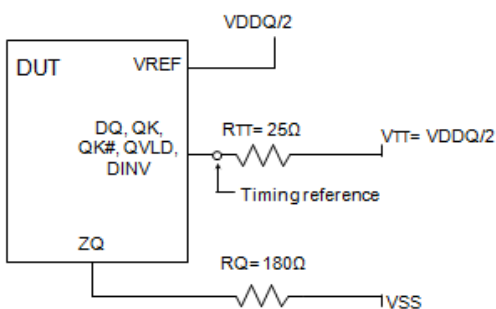 VDDQ/2
DUT
VREF
DQ, QK,
QK#, QVLD,
DINV
RTT= 25Ω
VTT= VDDQ/2
Timing reference
ZQ
RQ= 180Ω
VSS